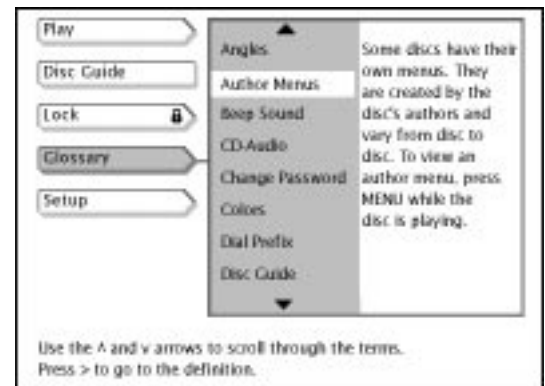 Play
Disc Guide
Lock
Glossary
Setup
Angles
Author Menus
Beep Sound
CD-Audio
Change Password
Colors
Dial Prefix
Disc Guide
Some discs have their
own menus. They
are created by the
disc's authors and
vary from disc to
disc. To view an
author menu, press
MENU while the
disc is playing.
Use the ∧ and ∨ arrows to scroll through the terms.
Press > to go to the definition.